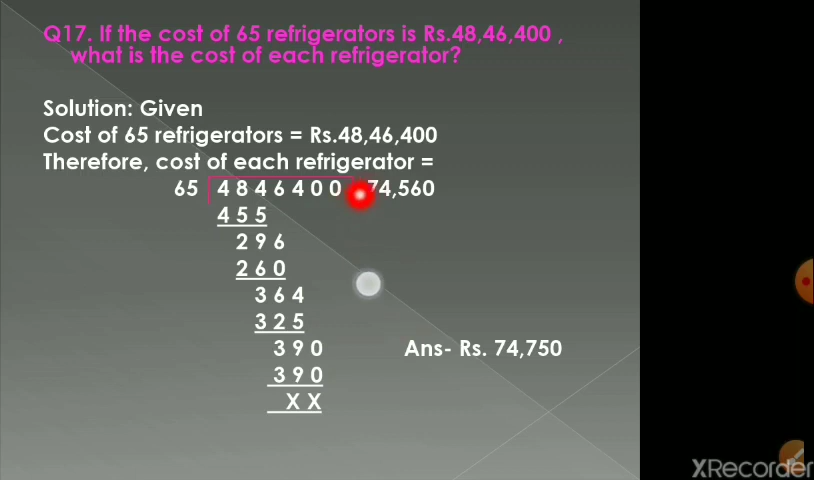 Q17. If the cost of 65 refrigerators is Rs.48,46,400 ,
what is the cost of each refrigerator?
Solution: Given
Cost of 65 refrigerators = Rs.48,46,400
Therefore, cost of each refrigerator =
65 4 8 4 6 4 0 0 74,560
4 5 5
2 9 6
2 6 0
3 6 4
3 2 5
3 9 0 Ans- Rs. 74,750
3 9 0
X X
XRecorder